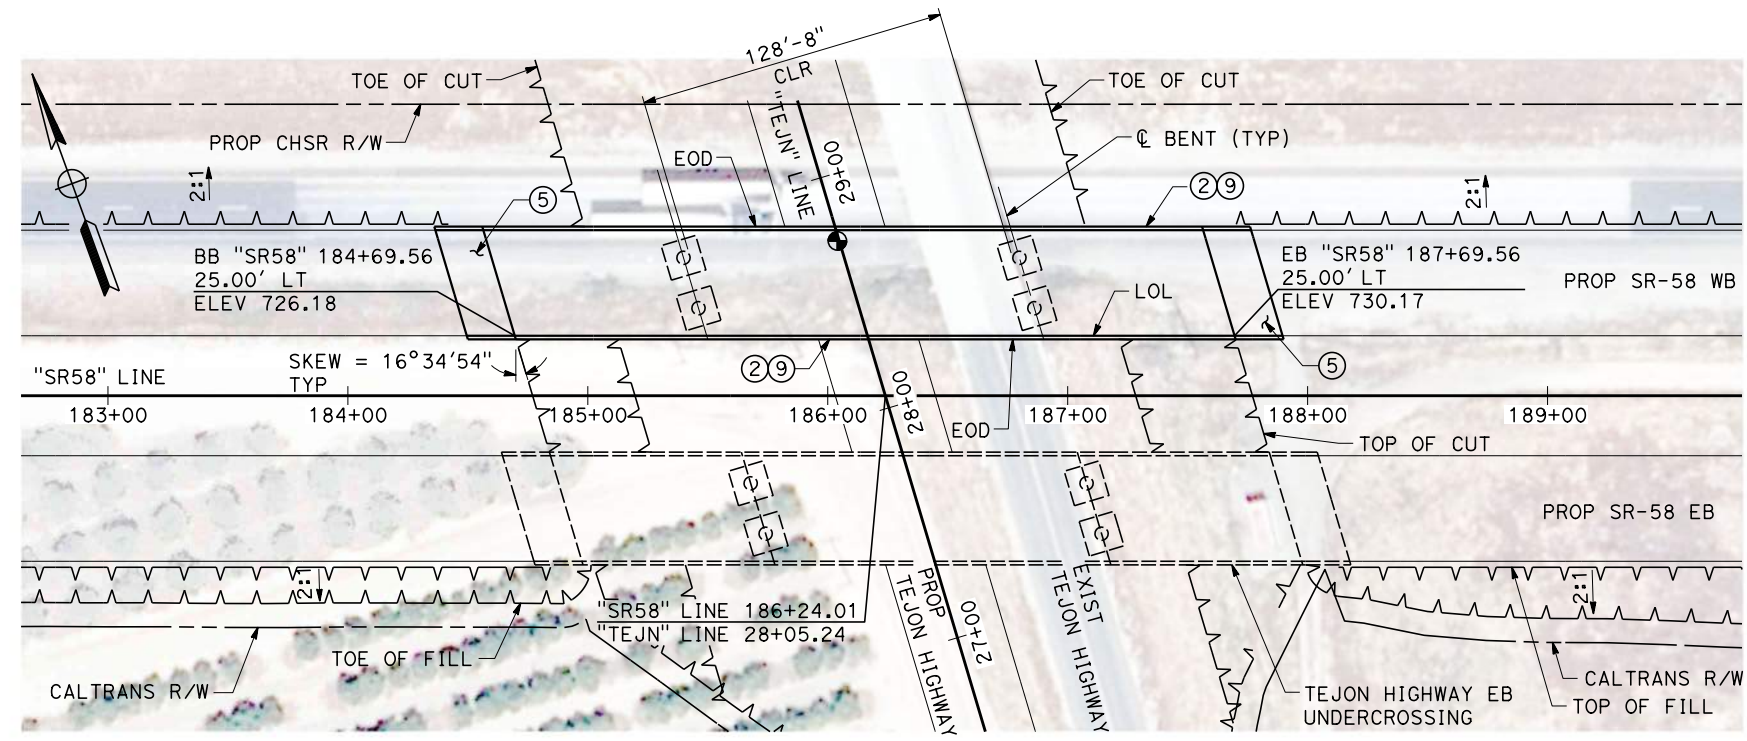 128'-8"
CLR
TOE OF CUT
TOE OF CUT
"TEJN" LINE
PROP CHSR R/W
℄ BENT (TYP)
29+00
EOD
2:1
5
2 9
2:1
BB "SR58" 184+69.56
25.00' LT
ELEV 726.18
EB "SR58" 187+69.56
25.00' LT
ELEV 730.17
PROP SR-58 WB
LOL
SKEW = 16°34'54"
TYP
2 9
5
"SR58" LINE
28+00
183+00
184+00
185+00
186+00
187+00
188+00
189+00
EOD
TOP OF CUT
C
C
C
C
C
C
C
C
PROP SR-58 EB
2:1
2:1
"SR58" LINE 186+24.01
"TEJN" LINE 28+05.24
PROP
TEJON HIGHWAY
27+00
EXIST
TEJON HIGHWAY
TOE OF FILL
CALTRANS R/W
TEJON HIGHWAY EB
UNDERCROSSING
CALTRANS R/W
TOP OF FILL